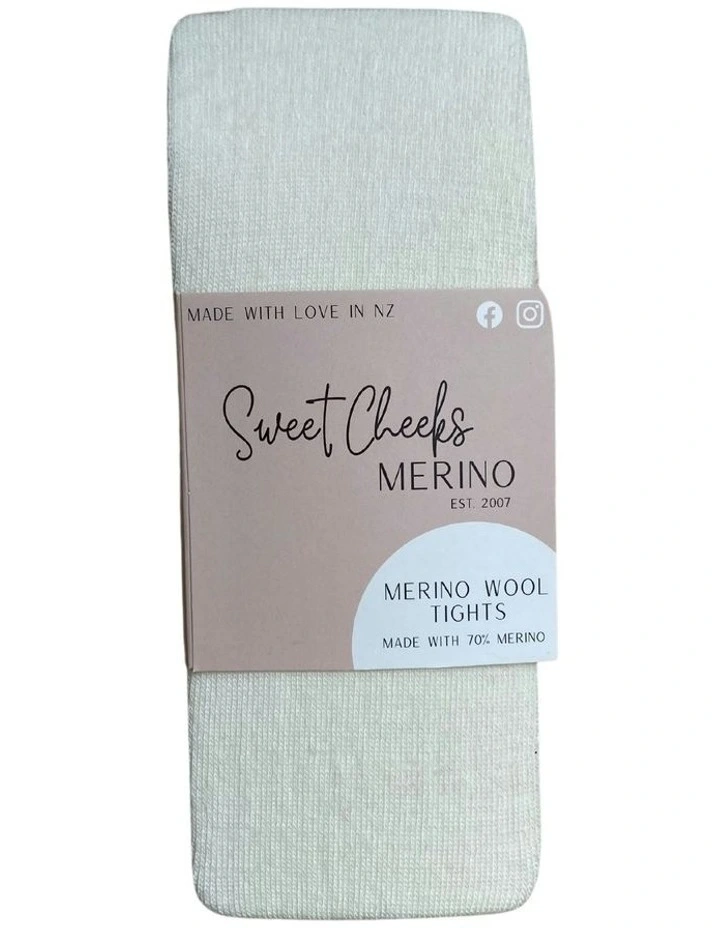 MADE WITH LOVE IN NZ
Sweet Cheeks
MERINO
EST. 2007
MERINO WOOL
TIGHTS
MADE WITH 70% MERINO